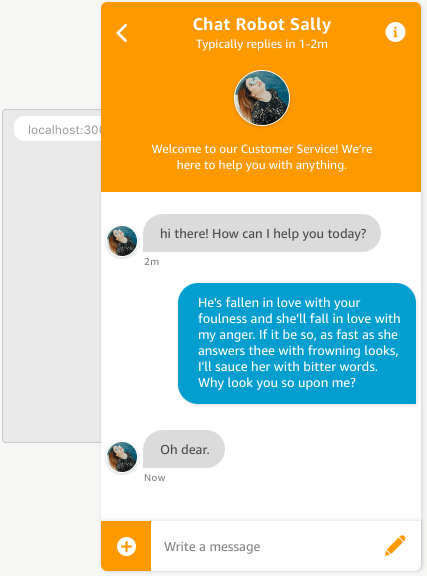 Chat Robot Sally
Typically replies in 1-2m
Welcome to our Customer Service! We're
here to help you with anything.
localhost:300
hi there! How can I help you today?
2m
He's fallen in love with your
foulness and she'll fall in love with
my anger. If it be so, as fast as she
answers thee with frowning looks,
I'll sauce her with bitter words.
Why look you so upon me?
Oh dear.
Now
Write a message